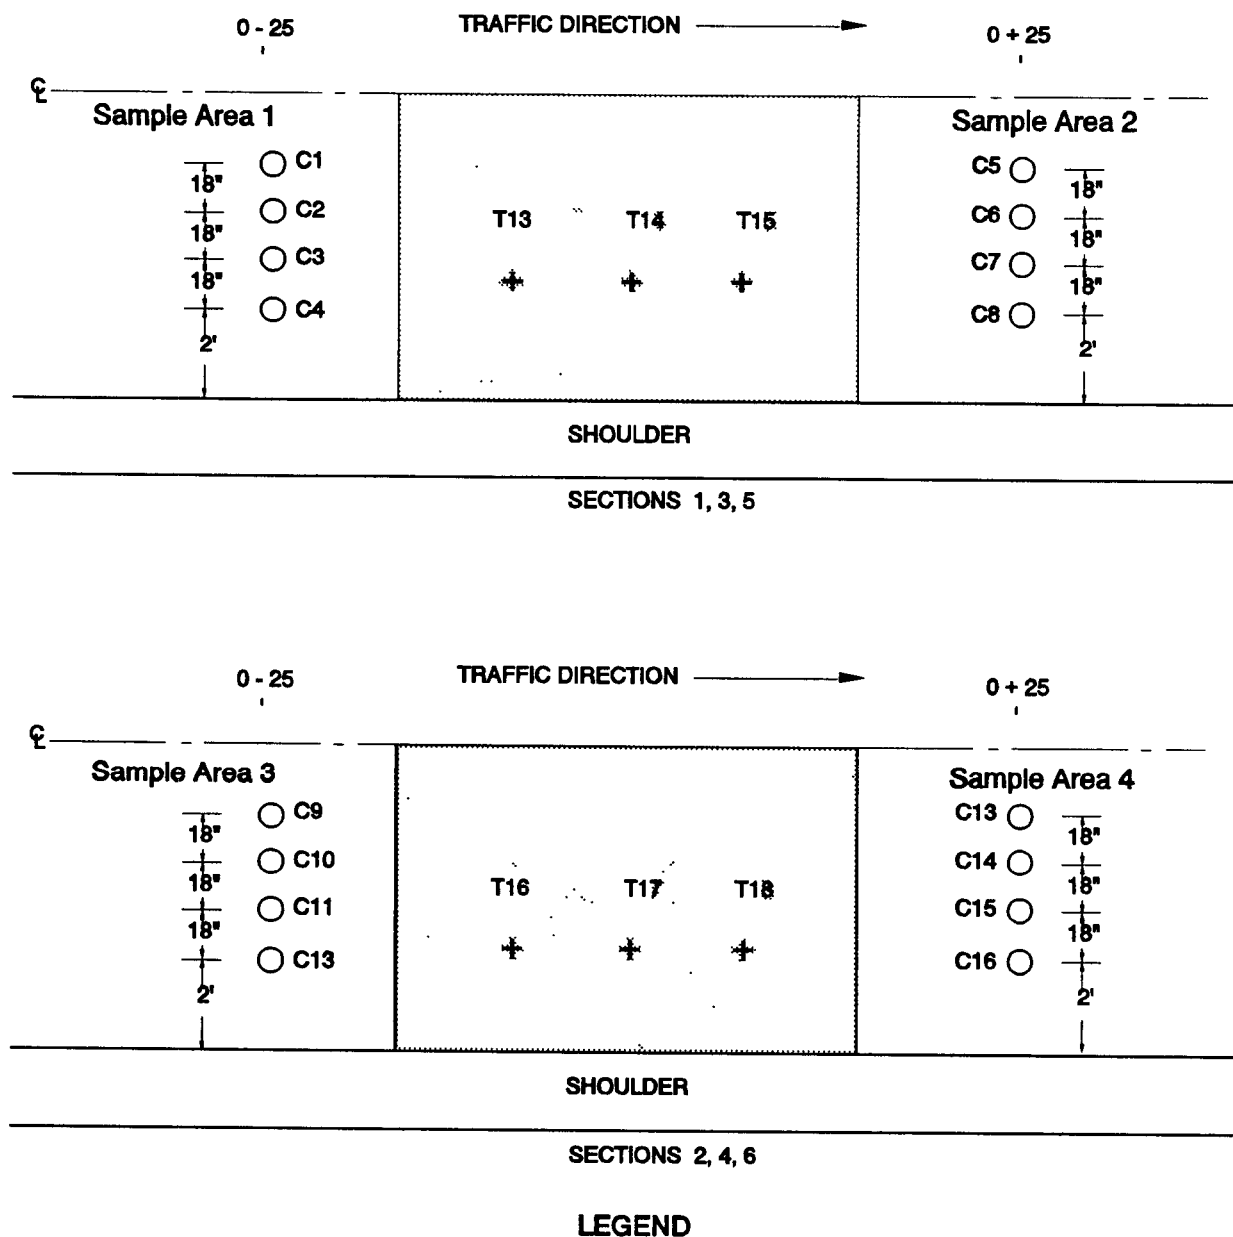 0 - 25
TRAFFIC DIRECTION
0 + 25
℄
Sample Area 1
Sample Area 2
C1
C5
18"
18"
C2
T13
T14
T15
C6
18"
18"
C3
C7
18"
18"
C4
C8
2'
2'
SHOULDER
SECTIONS 1, 3, 5
0 - 25
TRAFFIC DIRECTION
0 + 25
℄
Sample Area 3
Sample Area 4
C9
C13
18"
18"
C10
C14
18"
T16
T17
T18
18"
C11
C15
18"
18"
C13
C16
2'
2'
SHOULDER
SECTIONS 2, 4, 6
LEGEND